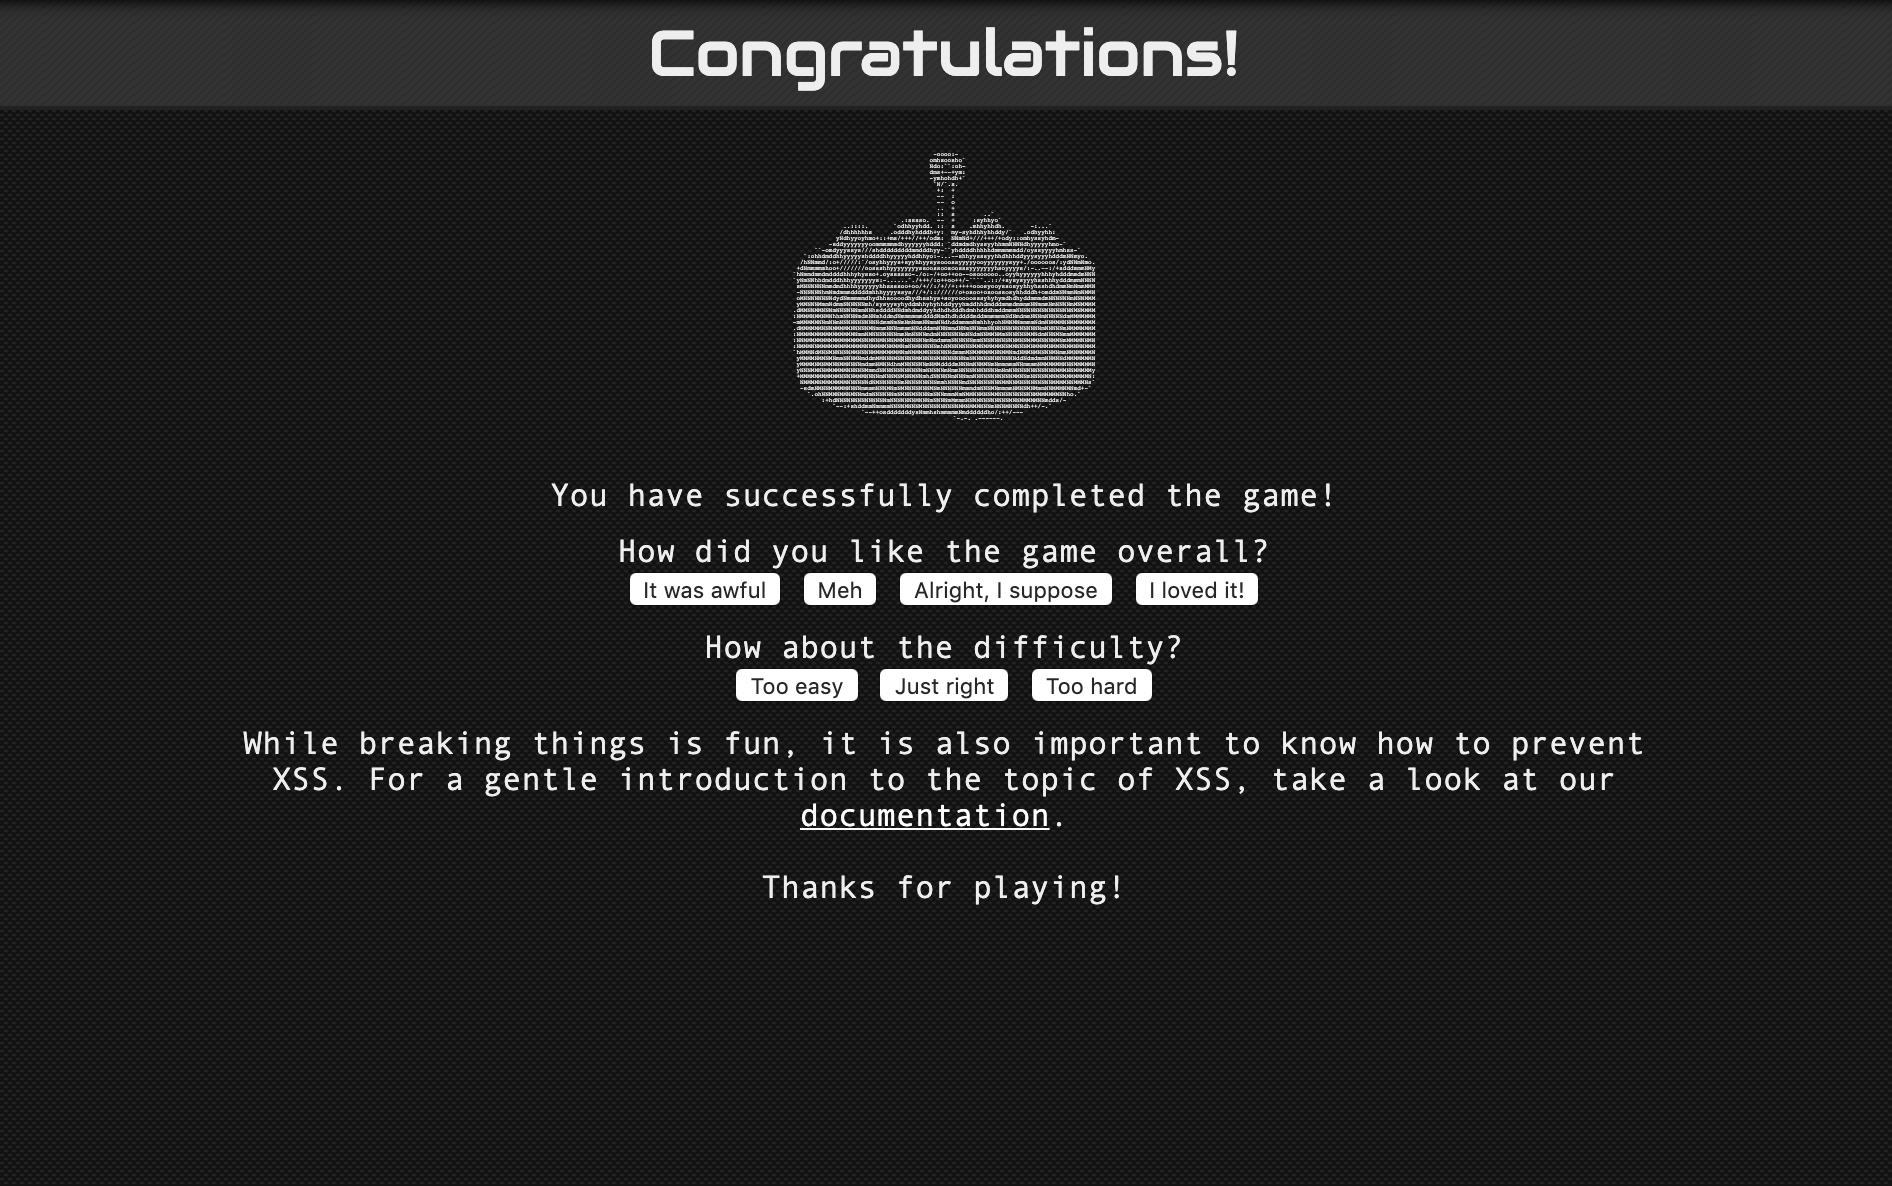 Congratulations!
You have successfully completed the game!
How did you like the game overall?
It was awful Meh Alright, I suppose I loved it!
How about the difficulty?
Too easy Just right Too hard
While breaking things is fun, it is also important to know how to prevent
XSS. For a gentle introduction to the topic of XSS, take a look at our
documentation.
Thanks for playing!